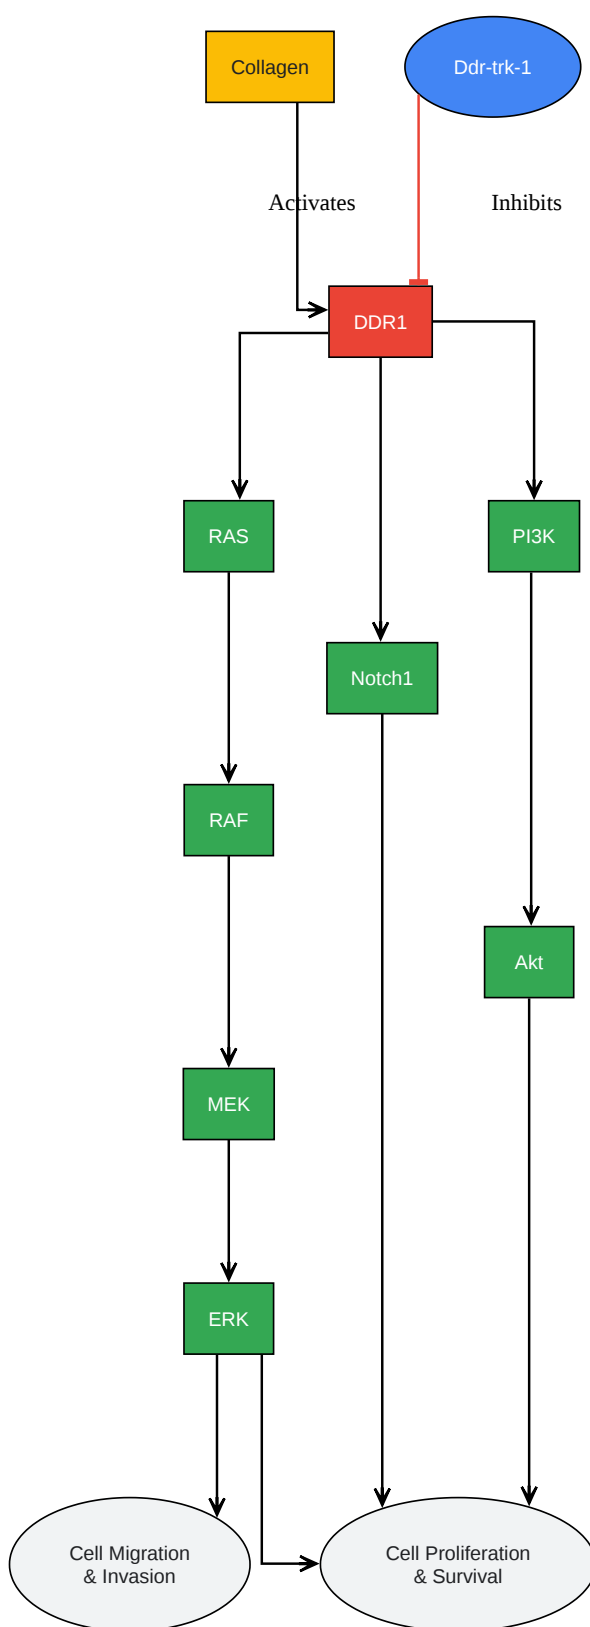 Collagen
Ddr-trk-1
Activates
Inhibits
DDR1
RAS
PI3K
Notch1
RAF
Akt
MEK
ERK
Cell Migration
& Invasion
Cell Proliferation
& Survival